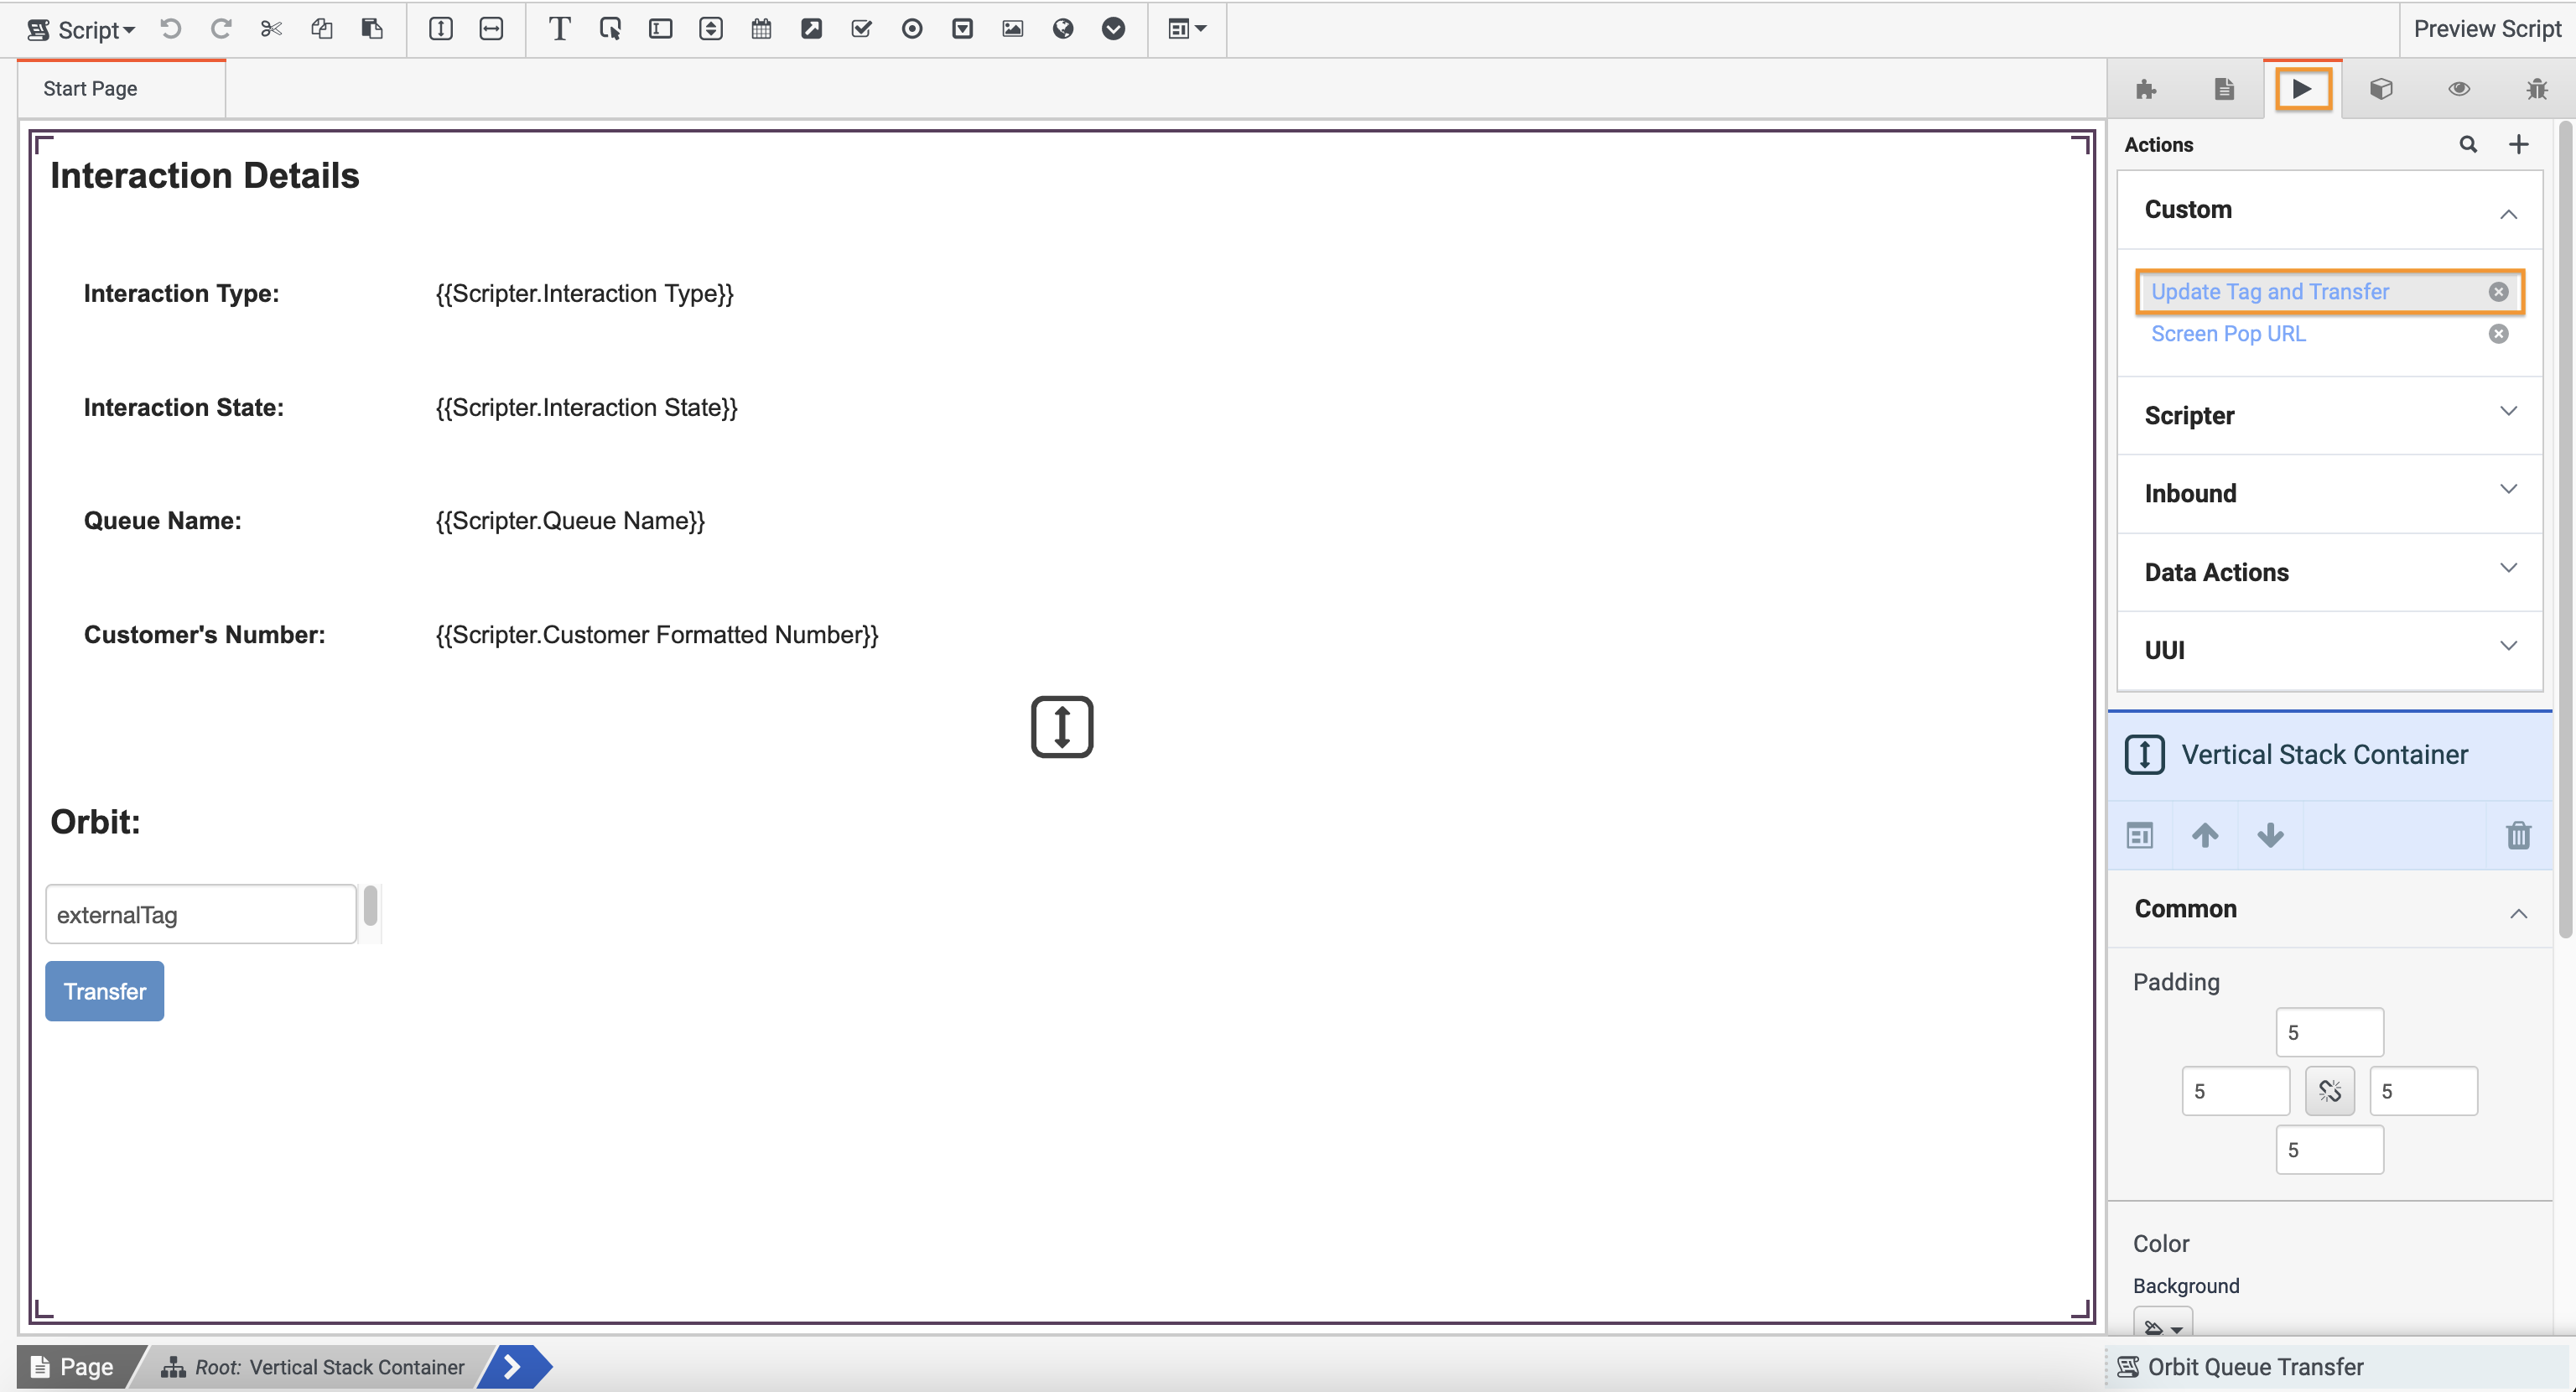 Script
Preview Script
Start Page
Interaction Details
Interaction Type: {{Scripter.Interaction Type}}
Interaction State: {{Scripter.Interaction State}}
Queue Name: {{Scripter.Queue Name}}
Customer's Number: {{Scripter.Customer Formatted Number}}
Orbit:
externalTag
Transfer
Actions
Custom
Update Tag and Transfer
Screen Pop URL
Scripter
Inbound
Data Actions
UUI
Vertical Stack Container
Common
Padding
5
5 5
5
Color
Background
Page
Root: Vertical Stack Container
Orbit Queue Transfer